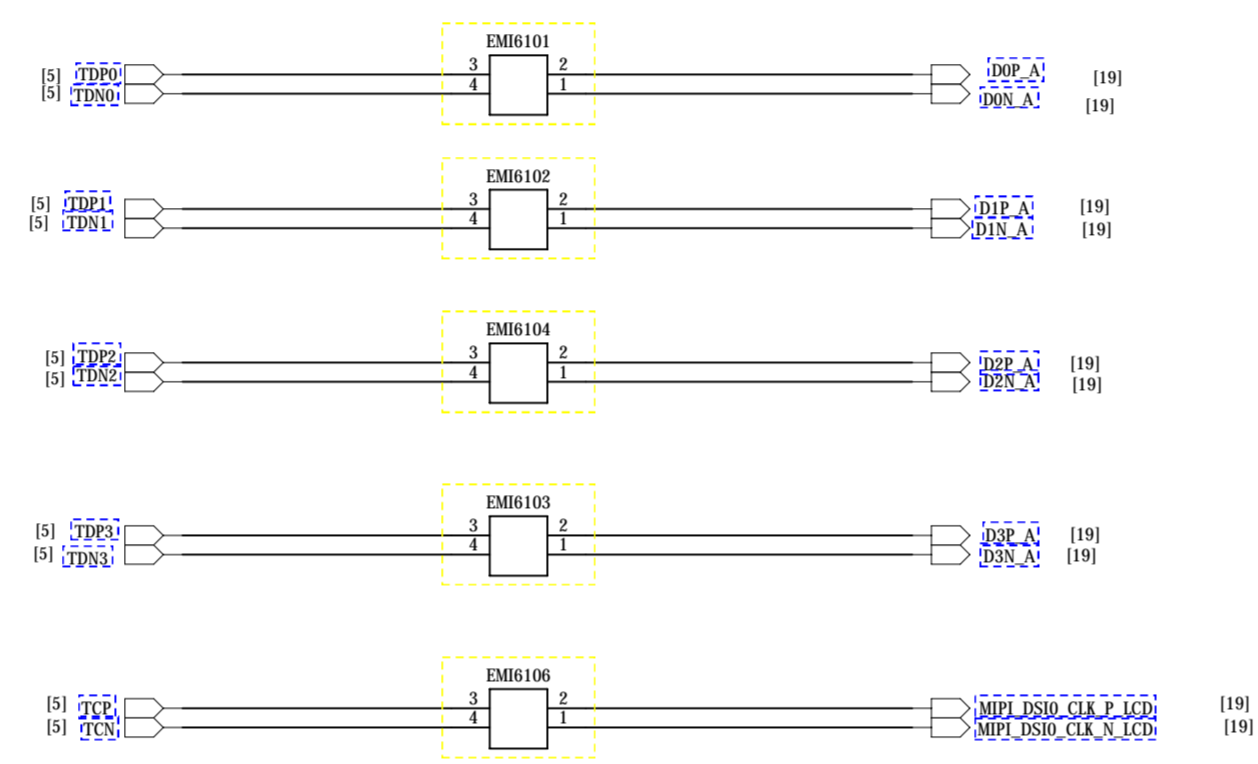 EMI6101
[5] TDP0 3 2 D0P_A [19]
[5] TDN0 4 1 D0N_A [19]
EMI6102
[5] TDP1 3 2 D1P_A [19]
[5] TDN1 4 1 D1N_A [19]
EMI6104
[5] TDP2 3 2 D2P_A [19]
[5] TDN2 4 1 D2N_A [19]
EMI6103
[5] TDP3 3 2 D3P_A [19]
[5] TDN3 4 1 D3N_A [19]
EMI6106
[5] TCP 3 2 MIPI_DSI0_CLK_P_LCD [19]
[5] TCN 4 1 MIPI_DSI0_CLK_N_LCD [19]